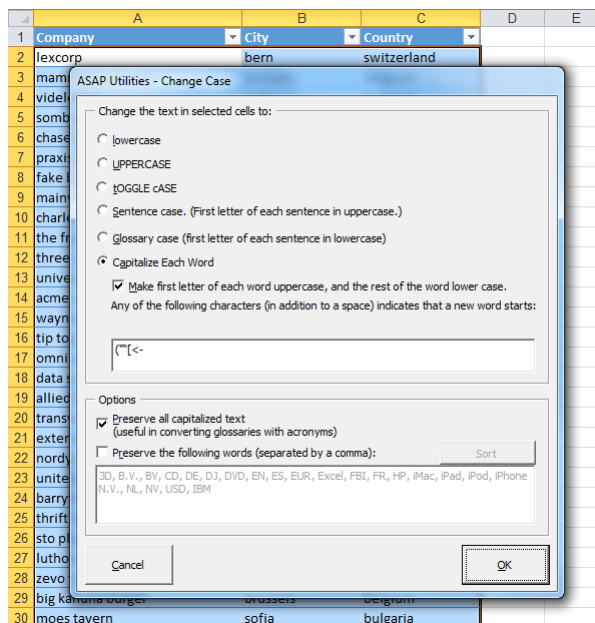 A B C D E
1 Company City Country
2 lexcorp bern switzerland
3
ASAP Utilities - Change Case
4
5
6
7
8
9
10
11
12
13
14
15
16
17
18
19
20
21
22
23
24
25
26
27
28
29 big kahuna burger brussels belgium
30 moes tavern sofia bulgaria
Change the text in selected cells to:
lowercase
UPPERCASE
tOGGLE cASE
Sentence case. (First letter of each sentence in uppercase.)
Glossary case (first letter of each sentence in lowercase)
Capitalize Each Word
Make first letter of each word uppercase, and the rest of the word lower case.
Any of the following characters (in addition to a space) indicates that a new word starts:
(""[<-
Options
Preserve all capitalized text
(useful in converting glossaries with acronyms)
Preserve the following words (separated by a comma):
Sort
3D, B.V., BV, CD, DE, DJ, DVD, EN, ES, EUR, Excel, FBI, FR, HP, iMac, iPad, iPod, iPhone
N.V., NL, NV, USD, IBM
Cancel
OK